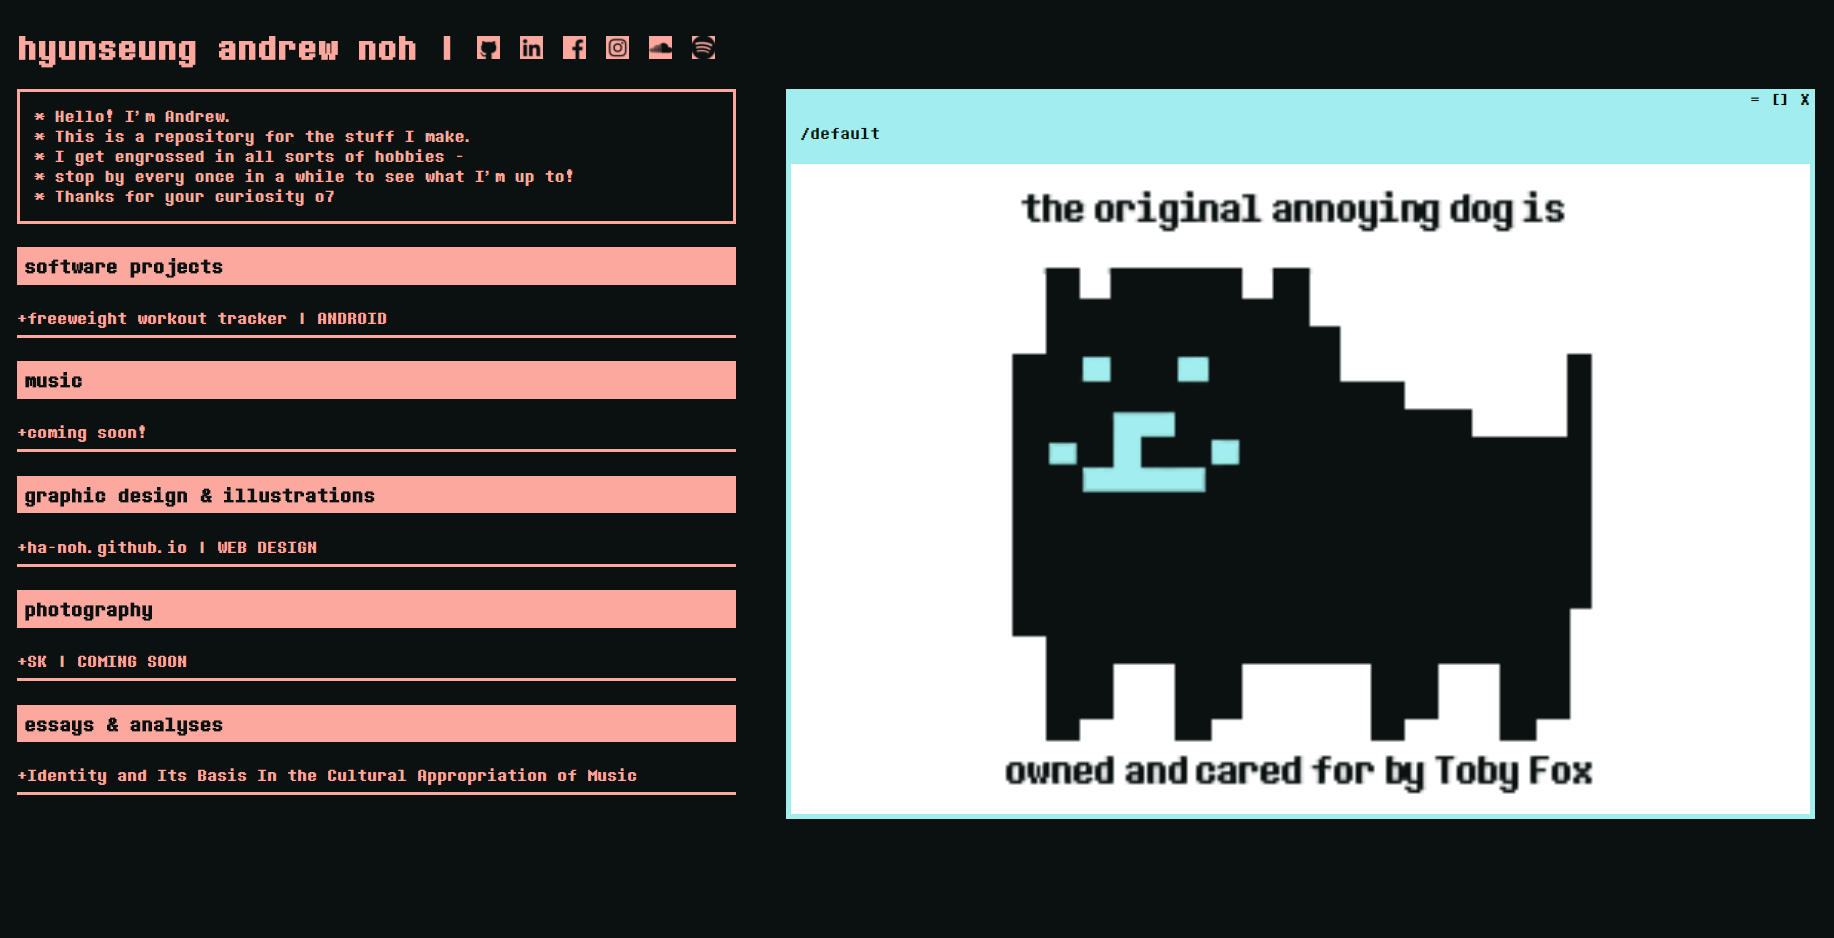 hyunseung andrew noh |
* Hello! I'm Andrew.
* This is a repository for the stuff I make.
* I get engrossed in all sorts of hobbies -
* stop by every once in a while to see what I'm up to!
* Thanks for your curiosity o7
software projects
+freeweight workout tracker | ANDROID
music
+coming soon!
graphic design & illustrations
+ha-noh.github.io | WEB DESIGN
photography
+SK | COMING SOON
essays & analyses
+Identity and Its Basis In the Cultural Appropriation of Music
= [] X
/default
the original annoying dog is
owned and cared for by Toby Fox